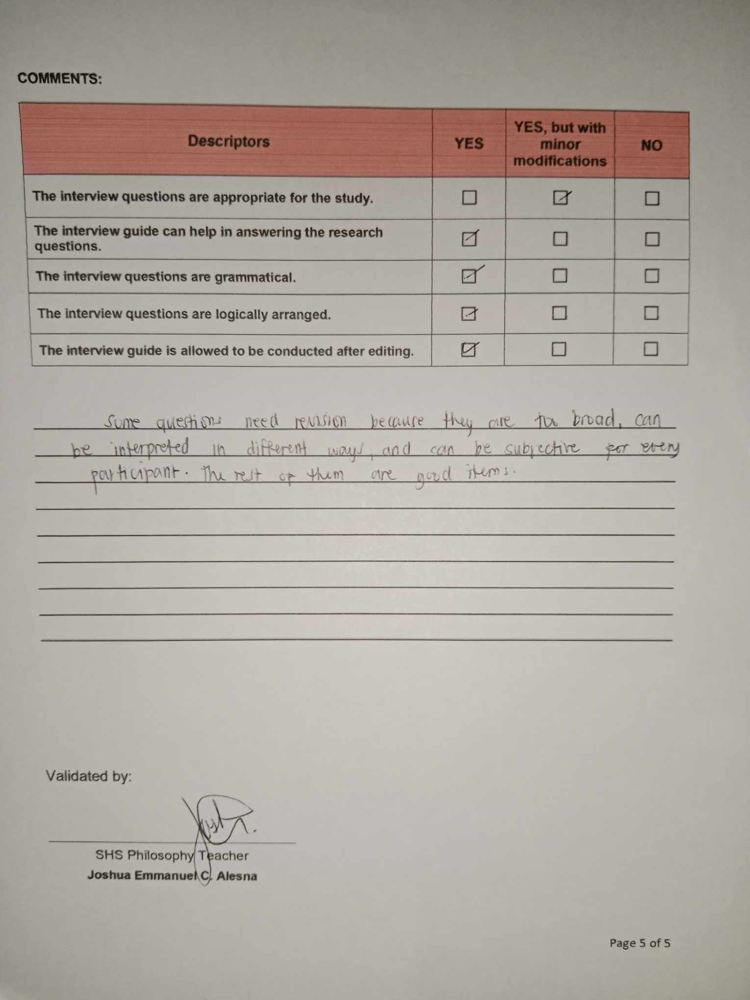 COMMENTS:
Descriptors
YES
YES, but with
minor
modifications
NO
The interview questions are appropriate for the study.
The interview guide can help in answering the research
questions.
The interview questions are grammatical.
The interview questions are logically arranged.
The interview guide is allowed to be conducted after editing.
Some questions need revision because they are too broad, can
be interpreted in different ways, and can be subjective for every
participant. The rest of them are good items.
Validated by:
SHS Philosophy Teacher
Joshua Emmanuel C. Alesna
Page 5 of 5